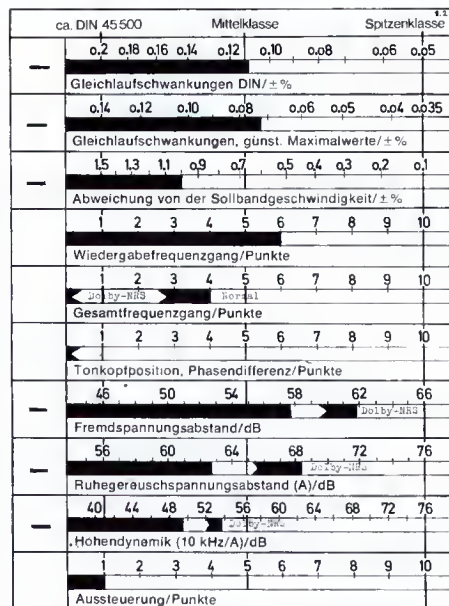 ca. DIN 45 500 Mittelklasse Spitzenklasse
0.2 0.18 0.16 0.14 0.12 0.10 0.08 0.06 0.05
Gleichlaufschwankungen DIN/±%
0.14 0.12 0.10 0.08 0.06 0.05 0.04 0.035
Gleichlaufschwankungen, günst. Maximalwerte/±%
1.5 1.3 1.1 0.9 0.7 0.5 0.4 0.3 0.2 0.1
Abweichung von der Sollbandgeschwindigkeit/±%
1 2 3 4 5 6 7 8 9 10
Wiedergabefrequenzgang/Punkte
1 2 3 4 5 6 7 8 9 10
Dolby-NRS Normal
Gesamtfrequenzgang/Punkte
1 2 3 4 5 6 7 8 9 10
Tonkopfposition, Phasendifferenz/Punkte
46 50 54 58 62 66
Dolby-NRS
Fremdspannungsabstand/dB
56 60 64 68 72 76
Dolby-NRS
Ruhegeräuschspannungsabstand (A)/dB
40 44 48 52 56 60 62 64 68 72 76
Dolby-NRS
Höhendynamik (10 kHz/A)/dB
1 2 3 4 5 6 7 8 9 10
Aussteuerung/Punkte